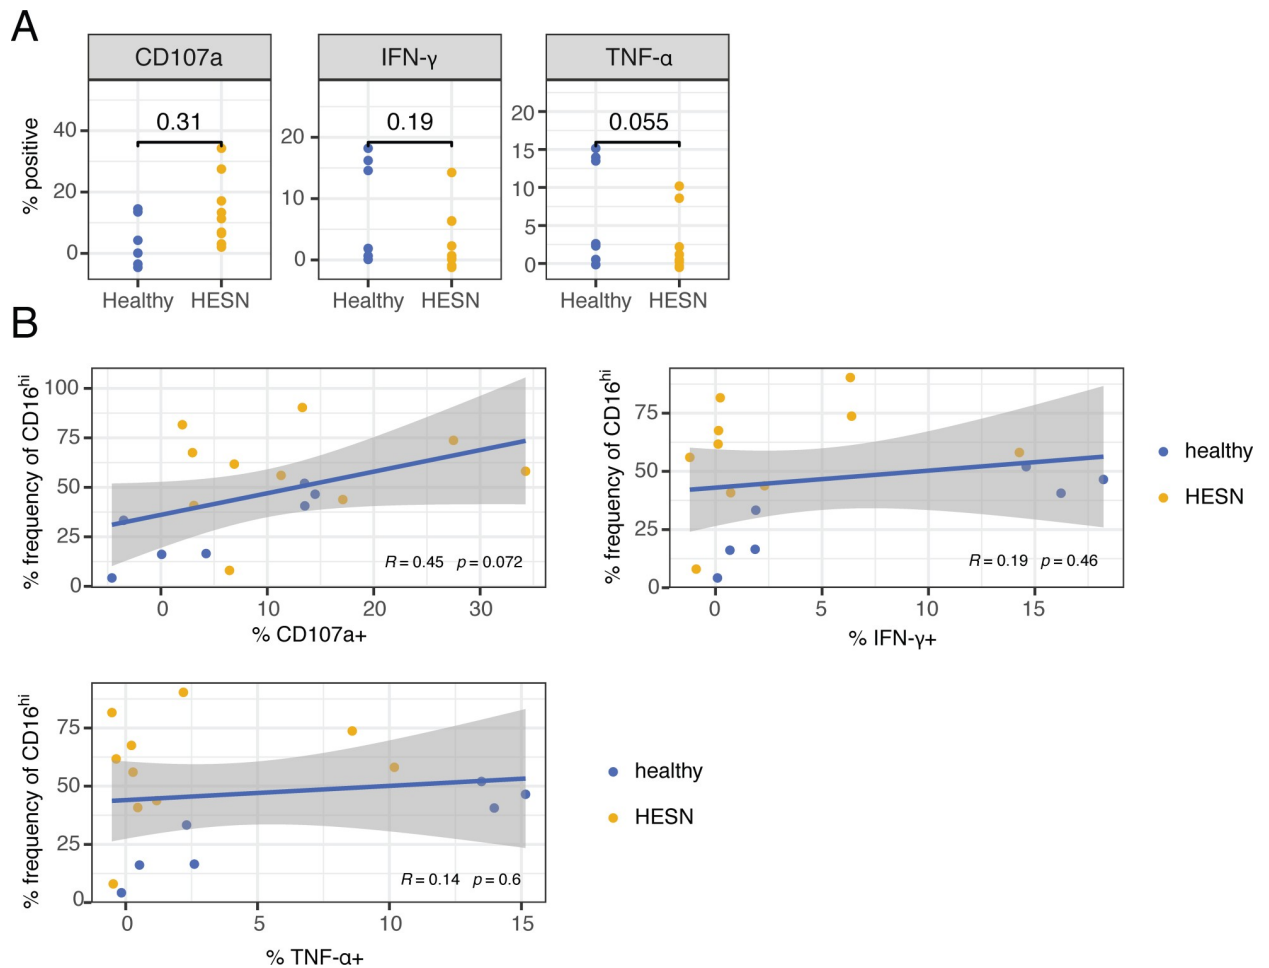 A
CD107a
IFN-γ
TNF-α
% positive
40
20
0
0.31
Healthy
HESN
20
10
0
0.19
Healthy
HESN
20
15
10
5
0
0.055
Healthy
HESN
B
% frequency of CD16hi
100
75
50
25
0
R = 0.45 p = 0.072
0
10
20
30
% CD107a+
% frequency of CD16hi
75
50
25
0
R = 0.19 p = 0.46
0
5
10
15
% IFN-γ+
healthy
HESN
% frequency of CD16hi
75
50
25
0
R = 0.14 p = 0.6
0
5
10
15
% TNF-α+
healthy
HESN